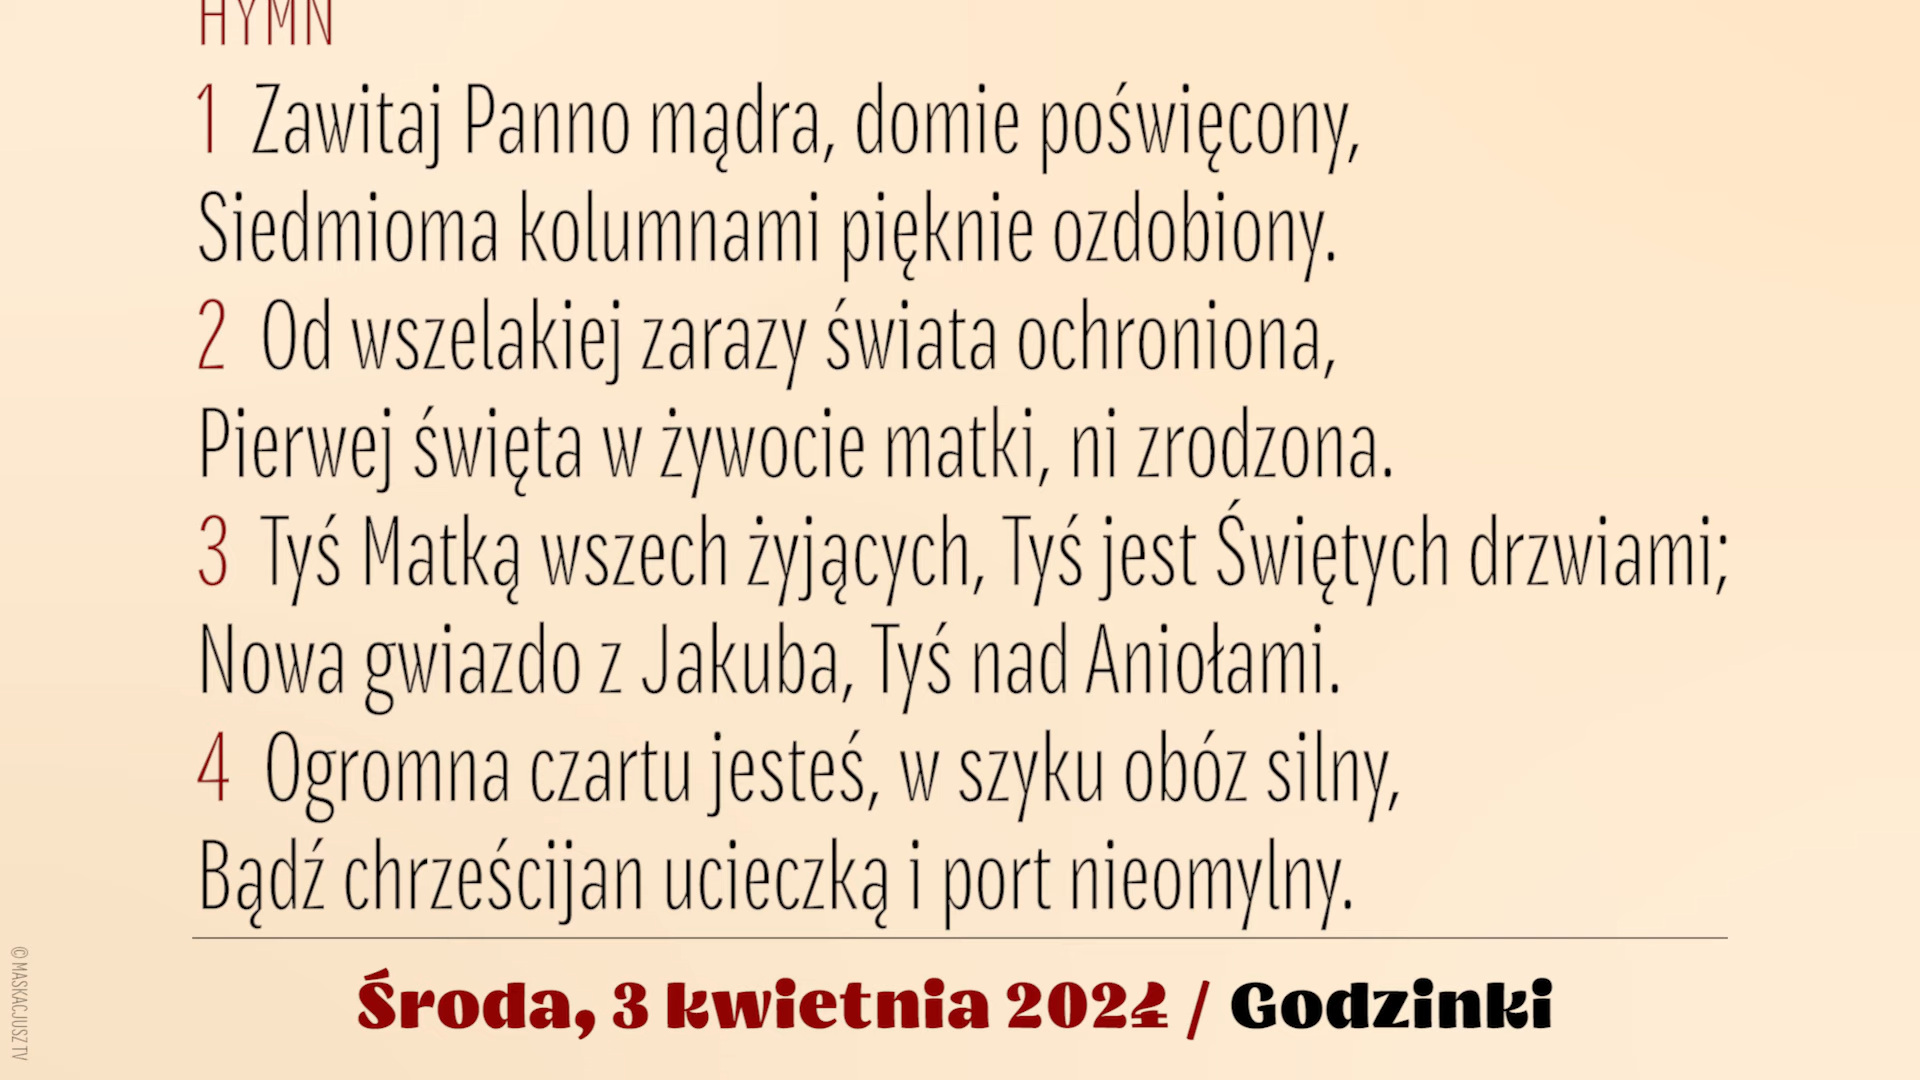 HYMN
1 Zawitaj Panno mądra, domie poświęcony,
Siedmioma kolumnami pięknie ozdobiony.
2 Od wszelakiej zarazy świata ochroniona,
Pierwej święta w żywocie matki, ni zrodzona.
3 Tyś Matką wszech żyjących, Tyś jest Świętych drzwiami;
Nowa gwiazdo z Jakuba, Tyś nad Aniołami.
4 Ogromna czartu jesteś, w szyku obóz silny,
Bądź chrześcijan ucieczką i port nieomylny.
Środa, 3 kwietnia 2024 / Godzinki
© MASKACJUSZ TV